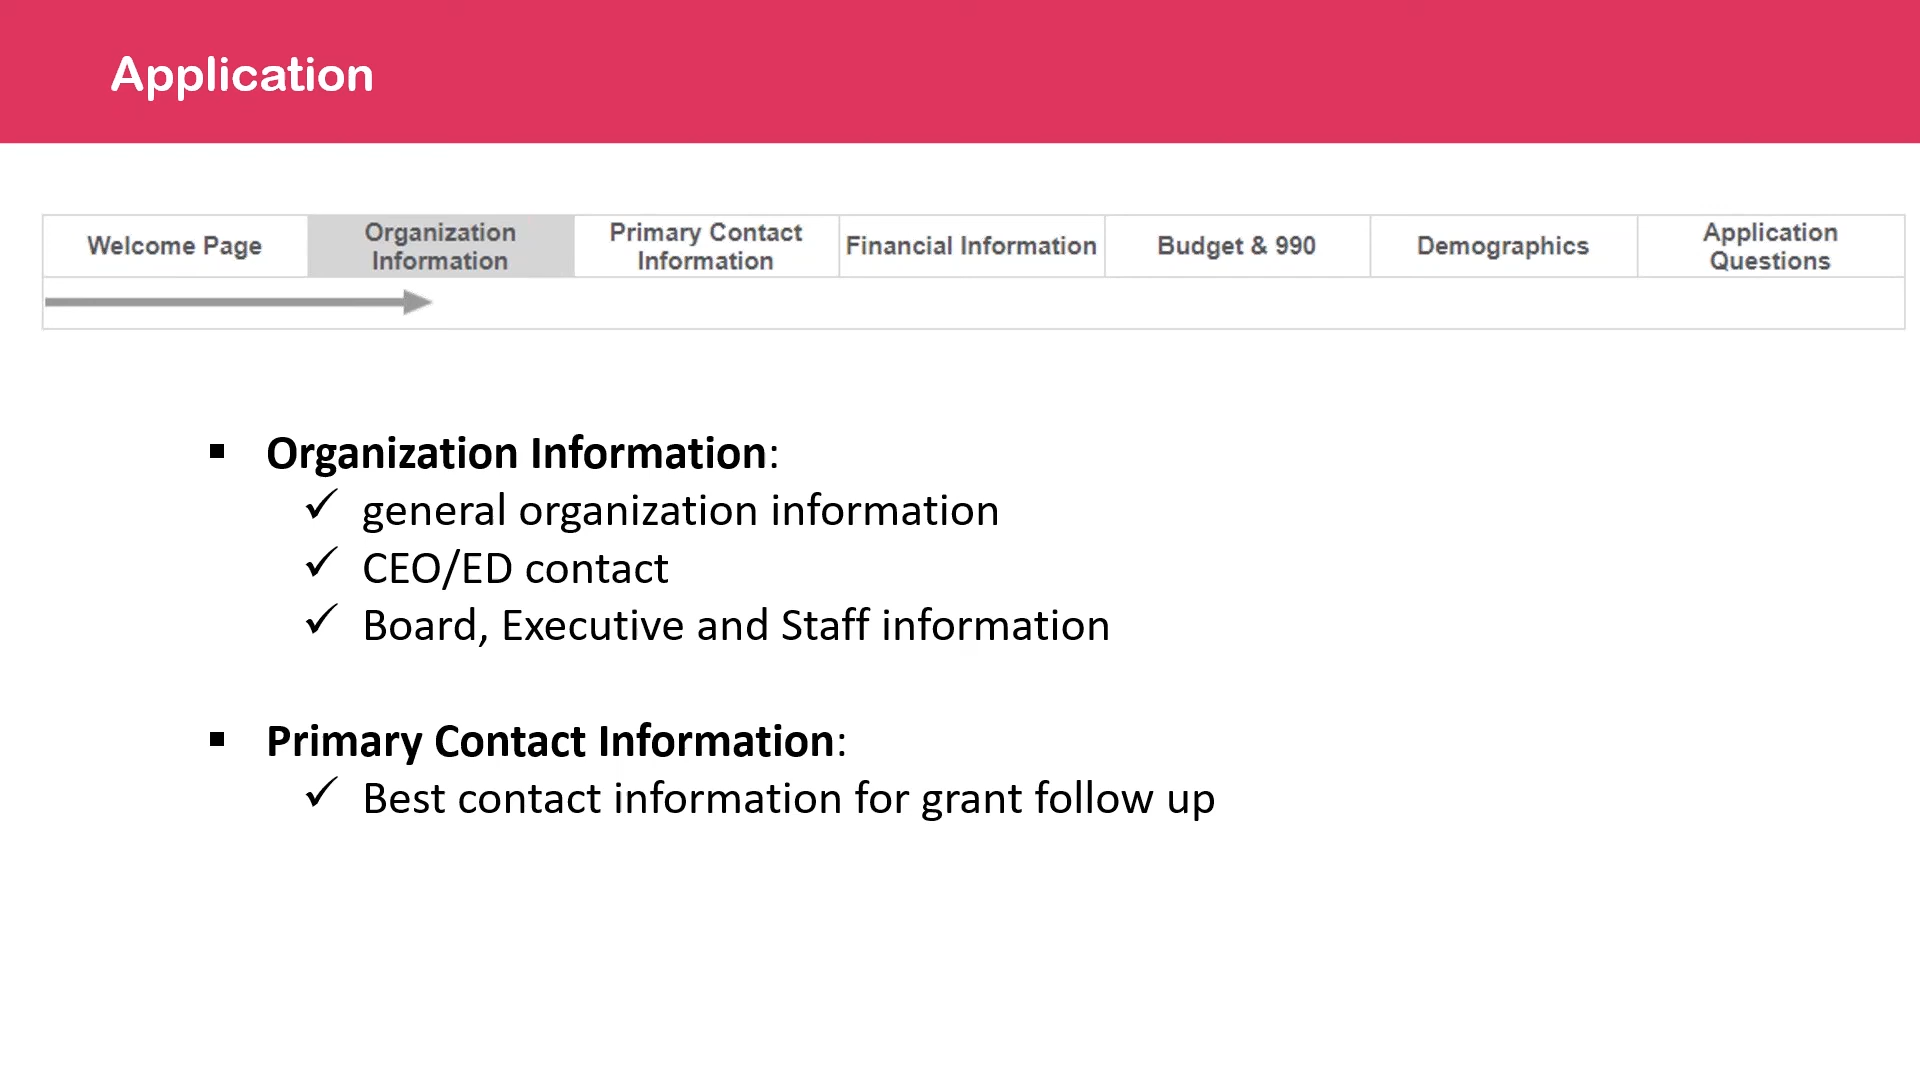 Application
Welcome Page
Organization
Information
Primary Contact
Information
Financial Information
Budget & 990
Demographics
Application
Questions
Organization Information:
general organization information
CEO/ED contact
Board, Executive and Staff information
Primary Contact Information:
Best contact information for grant follow up